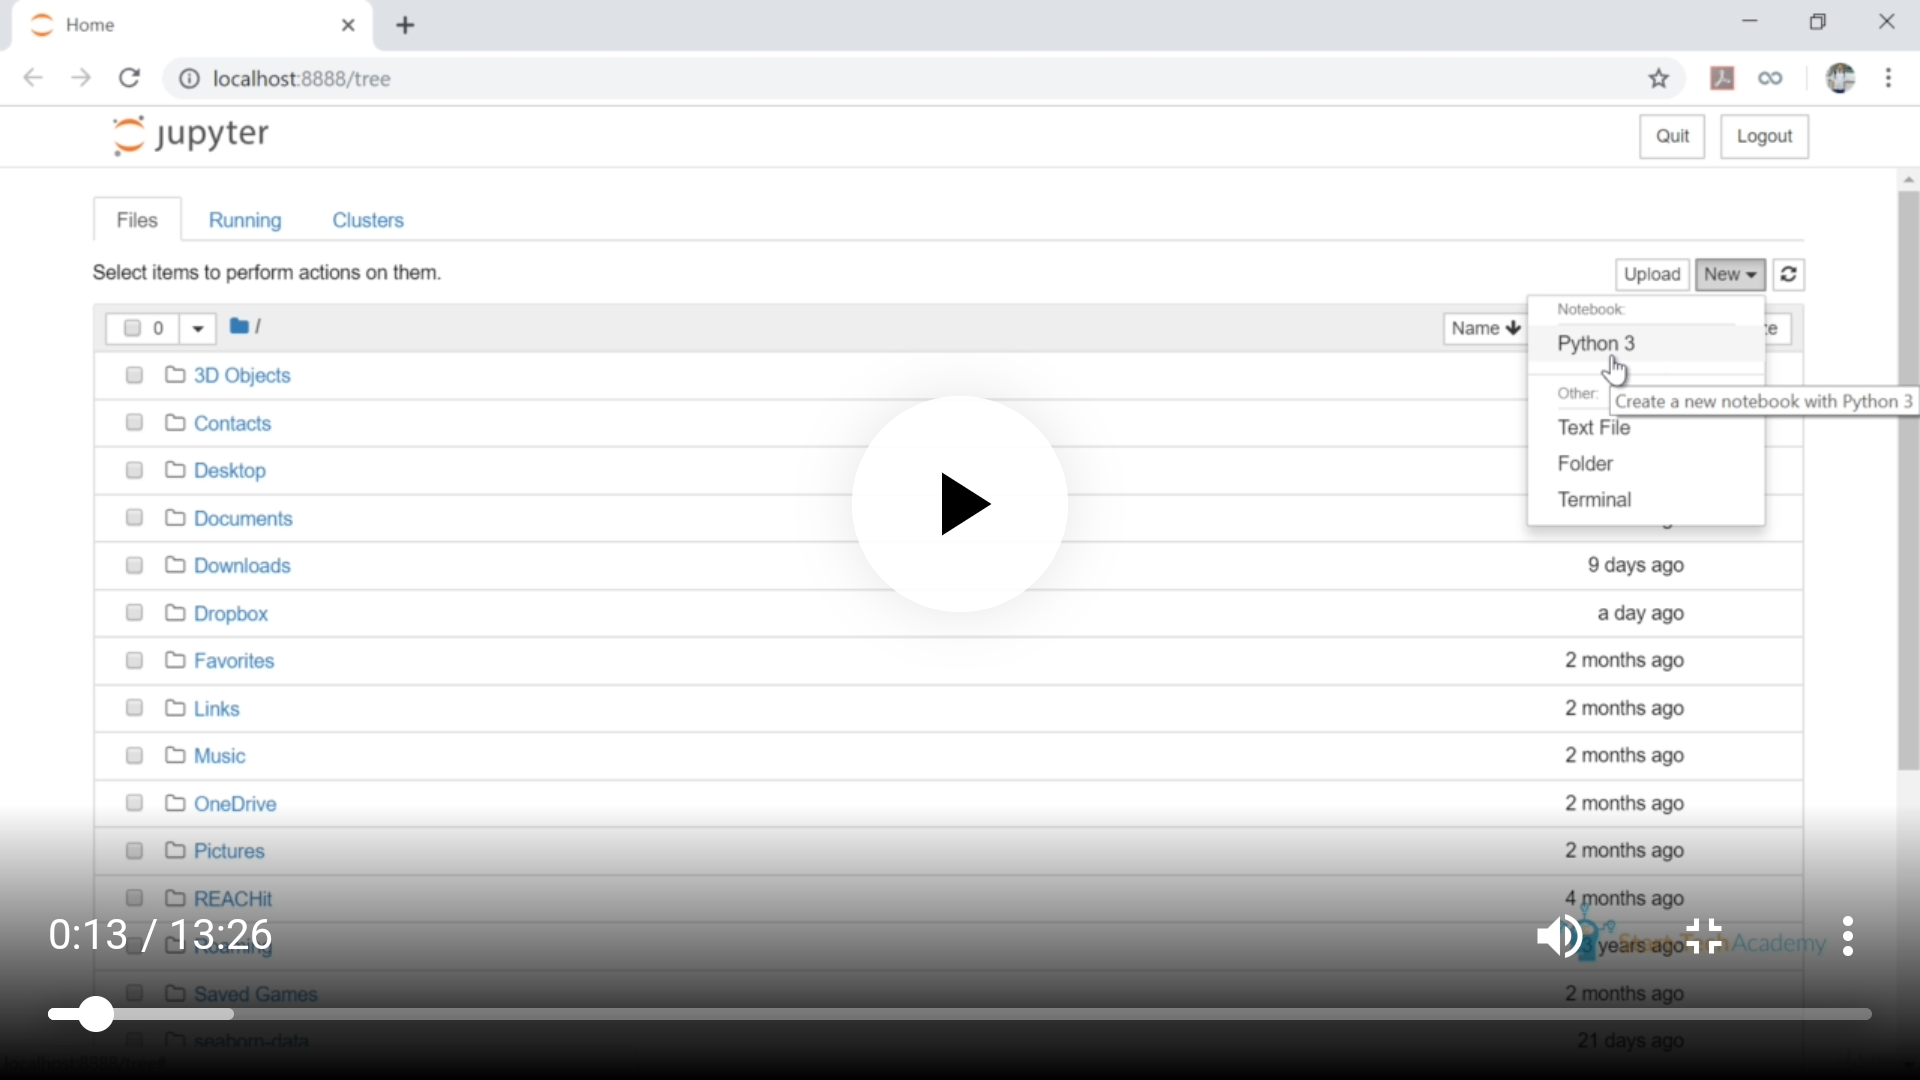 Home
localhost:8888/tree
jupyter
Quit
Logout
Files
Running
Clusters
Select items to perform actions on them.
Upload
New
0
/
Name
Notebook:
Python 3
Create a new notebook with Python 3
Other:
Text File
Folder
Terminal
3D Objects
Contacts
Desktop
Documents
Downloads
9 days ago
Dropbox
a day ago
Favorites
2 months ago
Links
2 months ago
Music
2 months ago
OneDrive
2 months ago
Pictures
2 months ago
REACHit
4 months ago
0:13 / 13:26
Roaming
3 years ago
Academy
Saved Games
2 months ago
seaborn-data
21 days ago